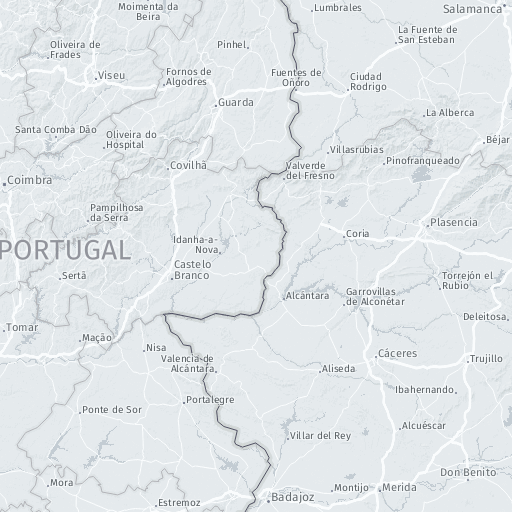 Moimenta da
Beira
Lumbrales
Salamanca
Oliveira de
Frades
Pinhel
La Fuente de
San Esteban
Viseu
Fornos de
Algodres
Fuentes de
Oñoro
Ciudad
Rodrigo
Guarda
La Alberca
Santa Comba Dão
Oliveira do
Hospital
Villasrubias
Béjar
Covilhã
Valverde
del Fresno
Pinofranqueado
Coimbra
Pampilhosa
da Serra
Plasencia
Coria
PORTUGAL
Idanha-a-
Nova
Castelo
Branco
Sertã
Torrejón el
Rubio
Alcántara
Garrovillas
de Alconétar
Deleitosa
Tomar
Mação
Nisa
Valencia de
Alcántara
Cáceres
Trujillo
Aliseda
Ibahernando
Portalegre
Ponte de Sor
Alcuéscar
Villar del Rey
Don Benito
Mora
Montijo
Merida
Estremoz
Badajoz